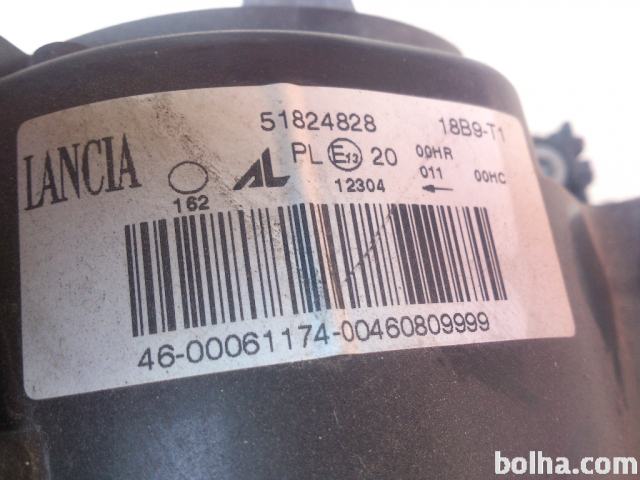 51824828 18B9-T1
LANCIA AL PL E13 20 00HR
162 12304 011 ← 00HC
46-00061174-00460809999
bolha.com